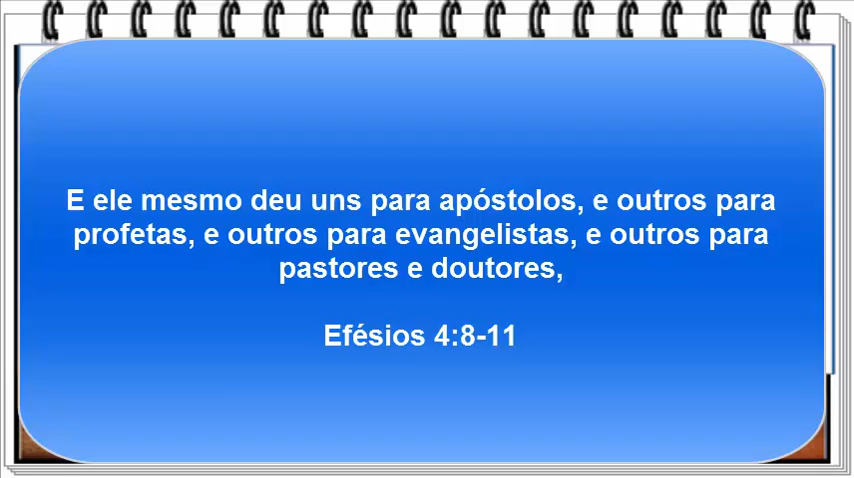 E ele mesmo deu uns para apóstolos, e outros para
profetas, e outros para evangelistas, e outros para
pastores e doutores,
Efésios 4:8-11